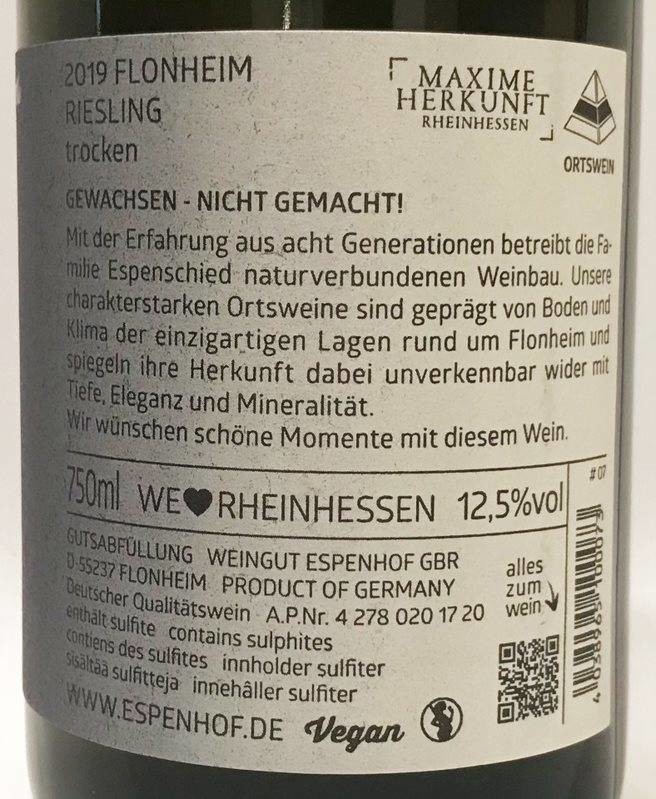 2019 FLONHEIM
RIESLING
trocken
MAXIME
HERKUNFT
RHEINHESSEN
ORTSWEIN
GEWACHSEN - NICHT GEMACHT!
Mit der Erfahrung aus acht Generationen betreibt die Fa-
milie Espenschied naturverbundenen Weinbau. Unsere
charakterstarken Ortsweine sind geprägt von Boden und
Klima der einzigartigen Lagen rund um Flonheim und
spiegeln ihre Herkunft dabei unverkennbar wider mit
Tiefe, Eleganz und Mineralität.
Wir wünschen schöne Momente mit diesem Wein.
750ml WE♥RHEINHESSEN 12,5%vol
#07
GUTSABFÜLLUNG WEINGUT ESPENHOF GBR
D-55237 FLONHEIM PRODUCT OF GERMANY
Deutscher Qualitätswein A.P.Nr. 4 278 020 17 20
enthält sulfite contains sulphites
contiens des sulfites innholder sulfiter
sisältää sulfitteja innehåller sulfiter
WWW.ESPENHOF.DE Vegan
alles
zum
wein
4 038965 100075